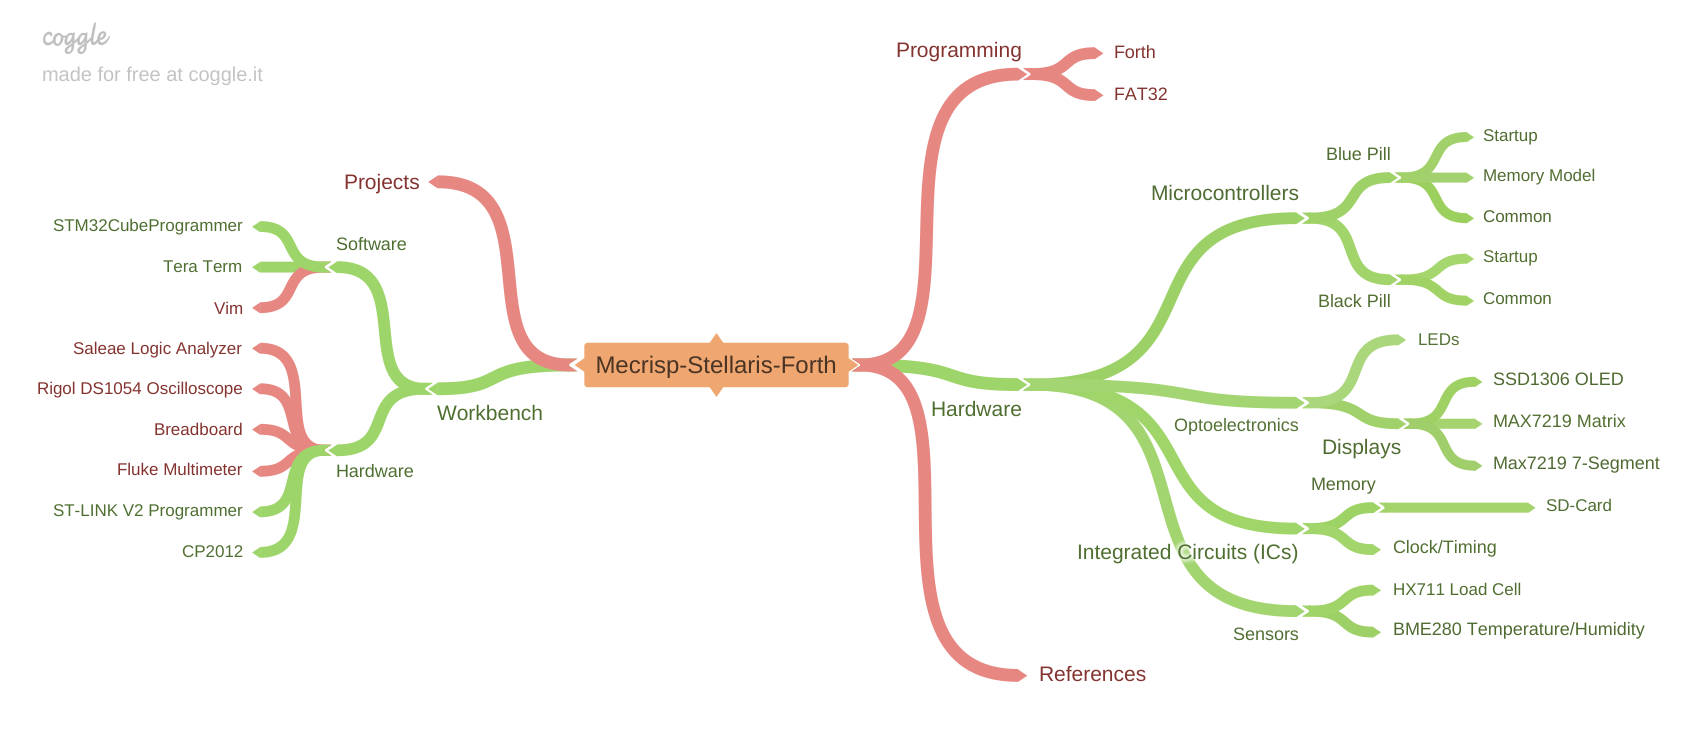 coggle
made for free at coggle.it
Mecrisp-Stellaris-Forth
Projects
Workbench
Software
STM32CubeProgrammer
Tera Term
Vim
Hardware
Saleae Logic Analyzer
Rigol DS1054 Oscilloscope
Breadboard
Fluke Multimeter
ST-LINK V2 Programmer
CP2012
Programming
Forth
FAT32
Hardware
Microcontrollers
Blue Pill
Startup
Memory Model
Common
Black Pill
Startup
Common
Optoelectronics
LEDs
Displays
SSD1306 OLED
MAX7219 Matrix
Max7219 7-Segment
Integrated Circuits (ICs)
Memory
SD-Card
Clock/Timing
Sensors
HX711 Load Cell
BME280 Temperature/Humidity
References